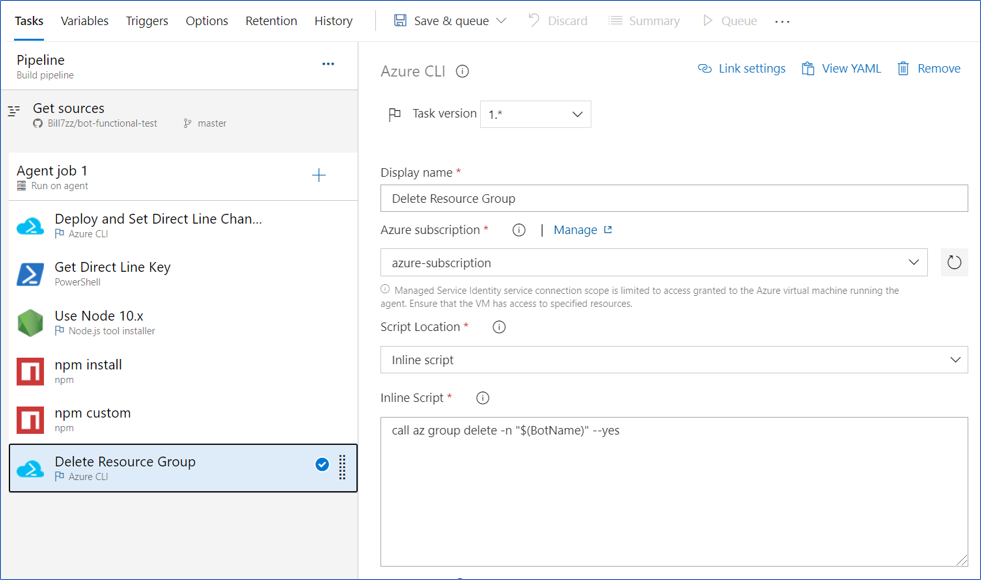 Tasks Variables Triggers Options Retention History Save & queue Discard Summary Queue ...
Pipeline
Build pipeline
Get sources
Bill7zz/bot-functional-test master
Agent job 1
Run on agent
Deploy and Set Direct Line Chan...
Azure CLI
Get Direct Line Key
PowerShell
Use Node 10.x
Node.js tool installer
npm install
npm
npm custom
npm
Delete Resource Group
Azure CLI
Azure CLI Link settings View YAML Remove
Task version 1.*
Display name *
Delete Resource Group
Azure subscription * | Manage
azure-subscription
Managed Service Identity service connection scope is limited to access granted to the Azure virtual machine running the
agent. Ensure that the VM has access to specified resources.
Script Location *
Inline script
Inline Script *
call az group delete -n "$(BotName)" --yes